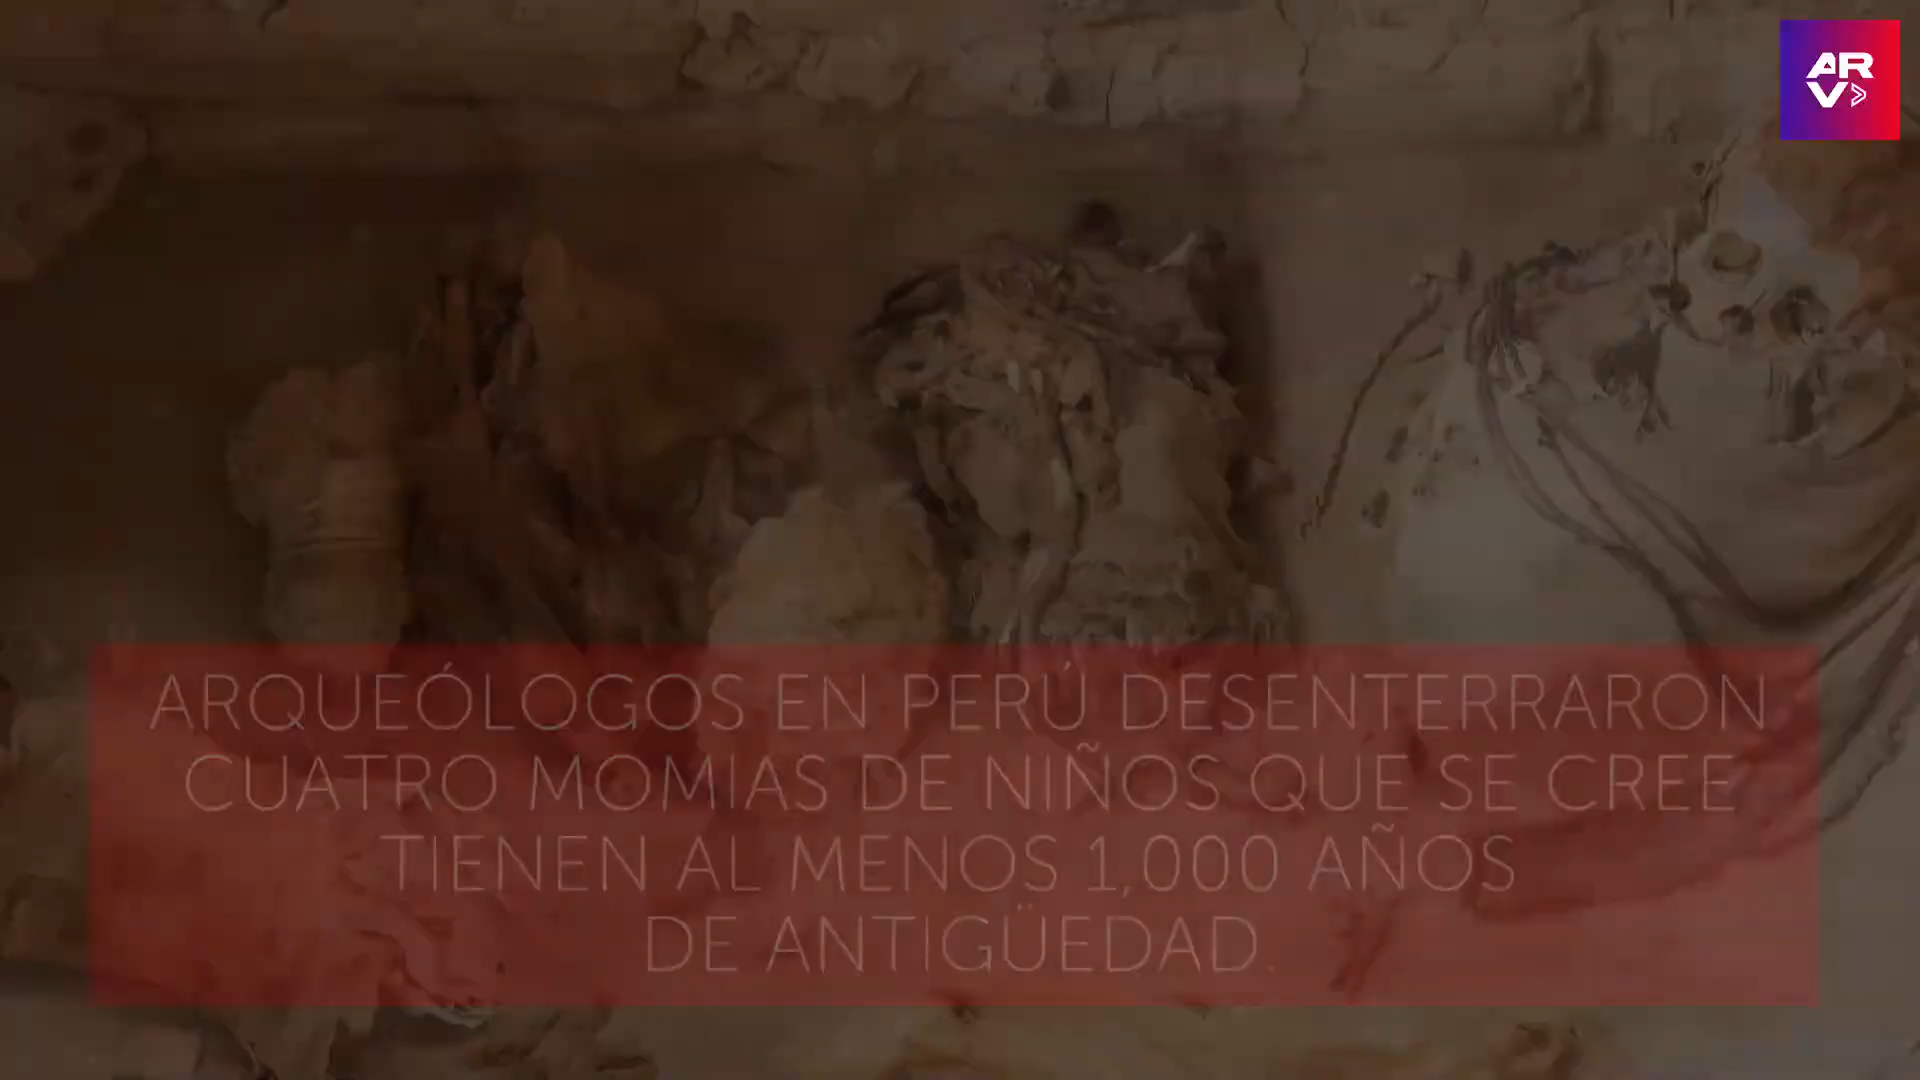 AR
V
ARQUEÓLOGOS EN PERÚ DESENTERRARON
CUATRO MOMIAS DE NIÑOS QUE SE CREE
TIENEN AL MENOS 1,000 AÑOS
DE ANTIGÜEDAD.